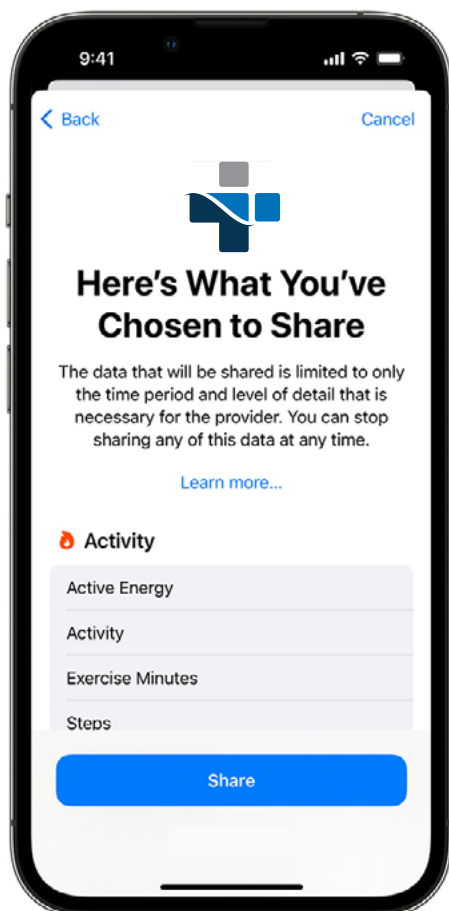 9:41
Back
Cancel
Here’s What You’ve
Chosen to Share
The data that will be shared is limited to only
the time period and level of detail that is
necessary for the provider. You can stop
sharing any of this data at any time.
Learn more...
Activity
Active Energy
Activity
Exercise Minutes
Steps
Share